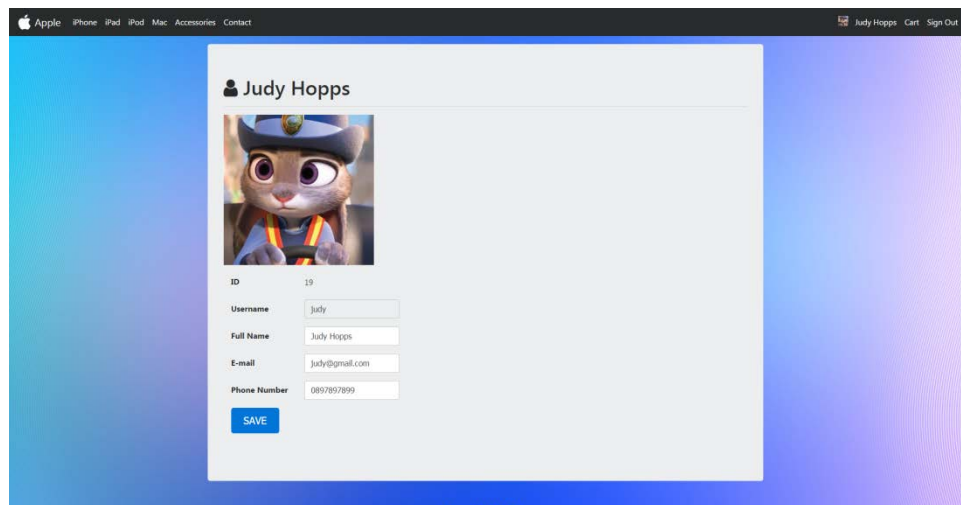 Apple iPhone iPad iPod Mac Accessories Contact Judy Hopps Cart Sign Out
Judy Hopps
ID 19
Username Judy
Full Name Judy Hopps
E-mail judy@gmail.com
Phone Number 0897897899
SAVE